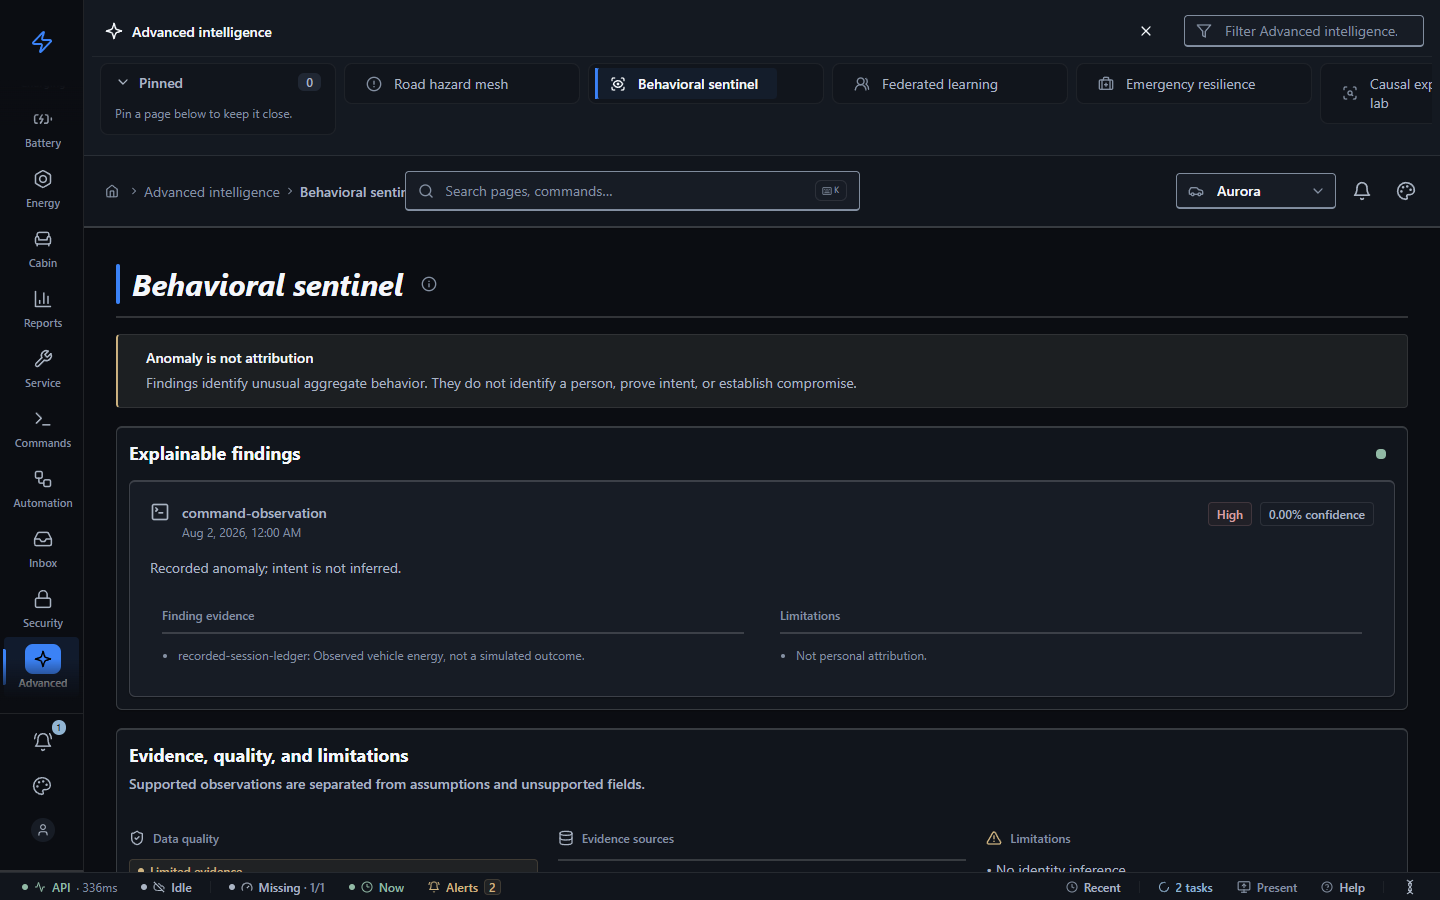 Advanced intelligence
Filter Advanced intelligence.
Pinned
0
Pin a page below to keep it close.
Road hazard mesh
Behavioral sentinel
Federated learning
Emergency resilience
Causal exp
lab
Battery
Energy
Cabin
Reports
Service
Commands
Automation
Inbox
Security
Advanced
1
Advanced intelligence
Behavioral sentin
Search pages, commands...
K
Aurora
Behavioral sentinel
Anomaly is not attribution
Findings identify unusual aggregate behavior. They do not identify a person, prove intent, or establish compromise.
Explainable findings
command-observation
Aug 2, 2026, 12:00 AM
High
0.00% confidence
Recorded anomaly; intent is not inferred.
Finding evidence
• recorded-session-ledger: Observed vehicle energy, not a simulated outcome.
Limitations
• Not personal attribution.
Evidence, quality, and limitations
Supported observations are separated from assumptions and unsupported fields.
Data quality
Limited evidence
Evidence sources
Limitations
• No identity inference
API · 336ms
Idle
Missing · 1/1
Now
Alerts 2
Recent
2 tasks
Present
Help